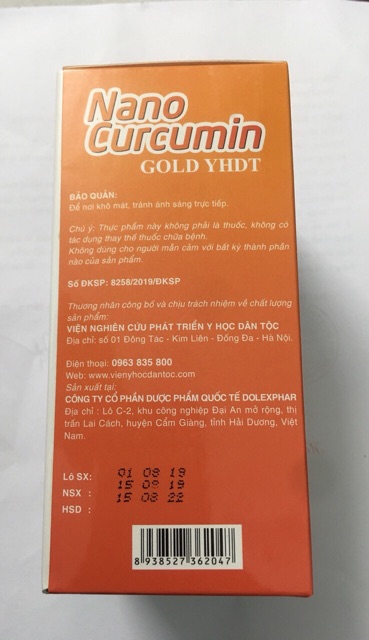 Nano
Curcumin
GOLD YHDT
BẢO QUẢN:
Để nơi khô mát, tránh ánh sáng trực tiếp.
Chú ý: Thực phẩm này không phải là thuốc, không có
tác dụng thay thế thuốc chữa bệnh.
Không dùng cho người mẫn cảm với bất kỳ thành phần
nào của sản phẩm.
Số ĐKSP: 8258/2019/ĐKSP
Thương nhân công bố và chịu trách nhiệm về chất lượng
sản phẩm:
VIỆN NGHIÊN CỨU PHÁT TRIỂN Y HỌC DÂN TỘC
Địa chỉ: số 01 Đông Tác - Kim Liên - Đống Đa - Hà Nội.
Điện thoại: 0963 835 800
Web: www.vienyhocdantoc.com
Sản xuất tại:
CÔNG TY CỔ PHẦN DƯỢC PHẨM QUỐC TẾ DOLEXPHAR
Địa chỉ : Lô C-2, khu công nghiệp Đại An mở rộng, thị
trấn Lai Cách, huyện Cẩm Giàng, tỉnh Hải Dương, Việt
Nam.
Lô SX: 01 08 19
NSX : 15 08 19
HSD : 15 08 22
8 938527 362047